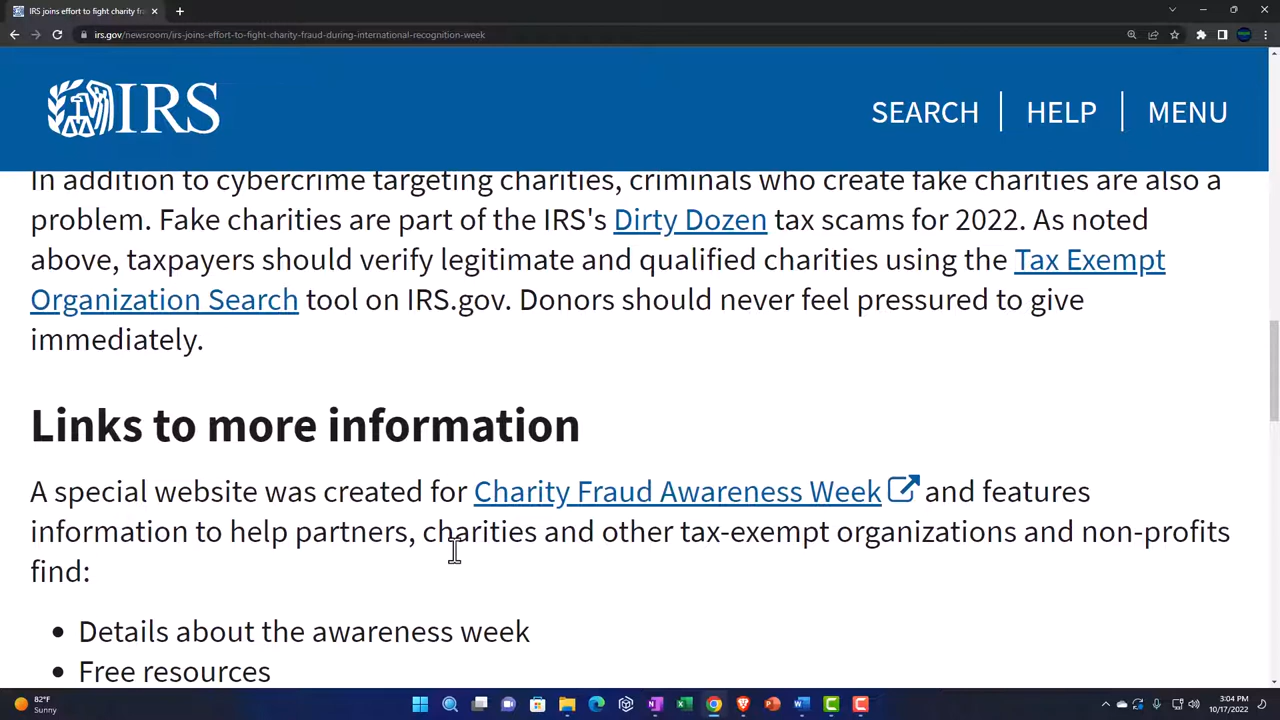 IRS joins effort to fight charity fra
irs.gov/newsroom/irs-joins-effort-to-fight-charity-fraud-during-international-recognition-week
IRS
SEARCH
HELP
MENU
In addition to cybercrime targeting charities, criminals who create fake charities are also a
problem. Fake charities are part of the IRS's Dirty Dozen tax scams for 2022. As noted
above, taxpayers should verify legitimate and qualified charities using the Tax Exempt
Organization Search tool on IRS.gov. Donors should never feel pressured to give
immediately.
Links to more information
A special website was created for Charity Fraud Awareness Week and features
information to help partners, charities and other tax-exempt organizations and non-profits
find:
• Details about the awareness week
• Free resources
82°F
Sunny
3:04 PM
10/17/2022